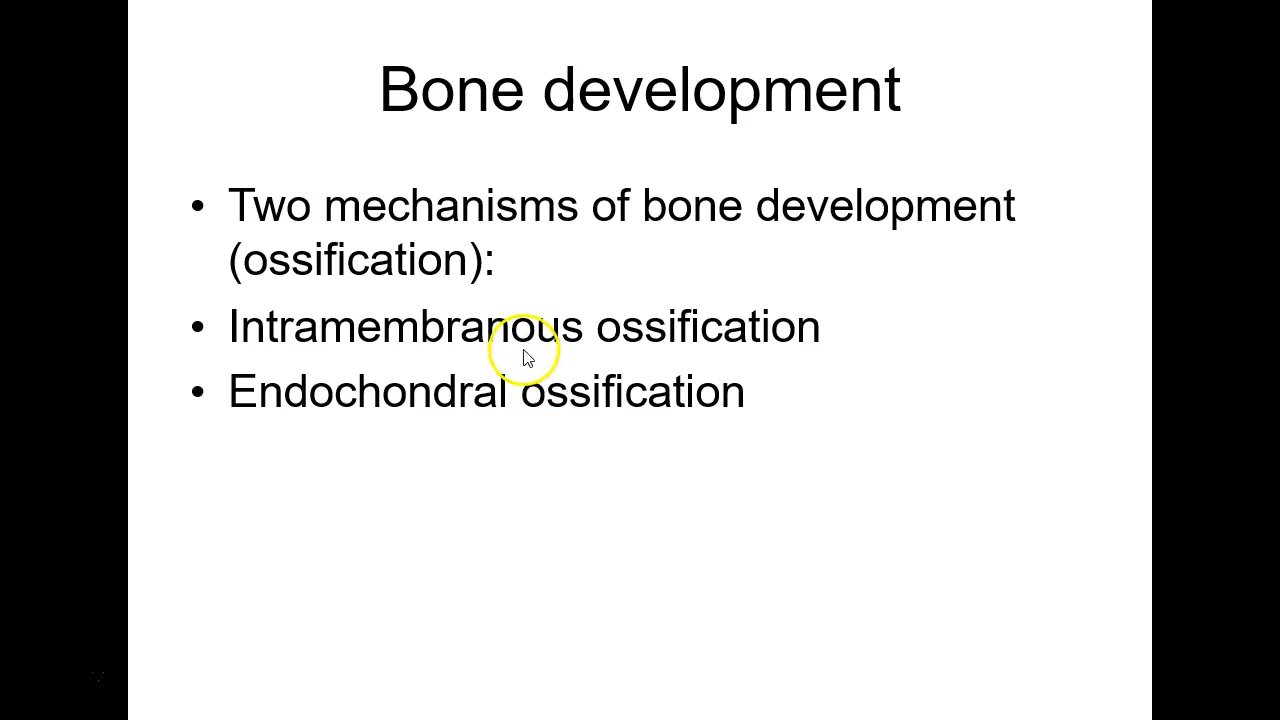 Bone development
• Two mechanisms of bone development
(ossification):
• Intramembranous ossification
• Endochondral ossification